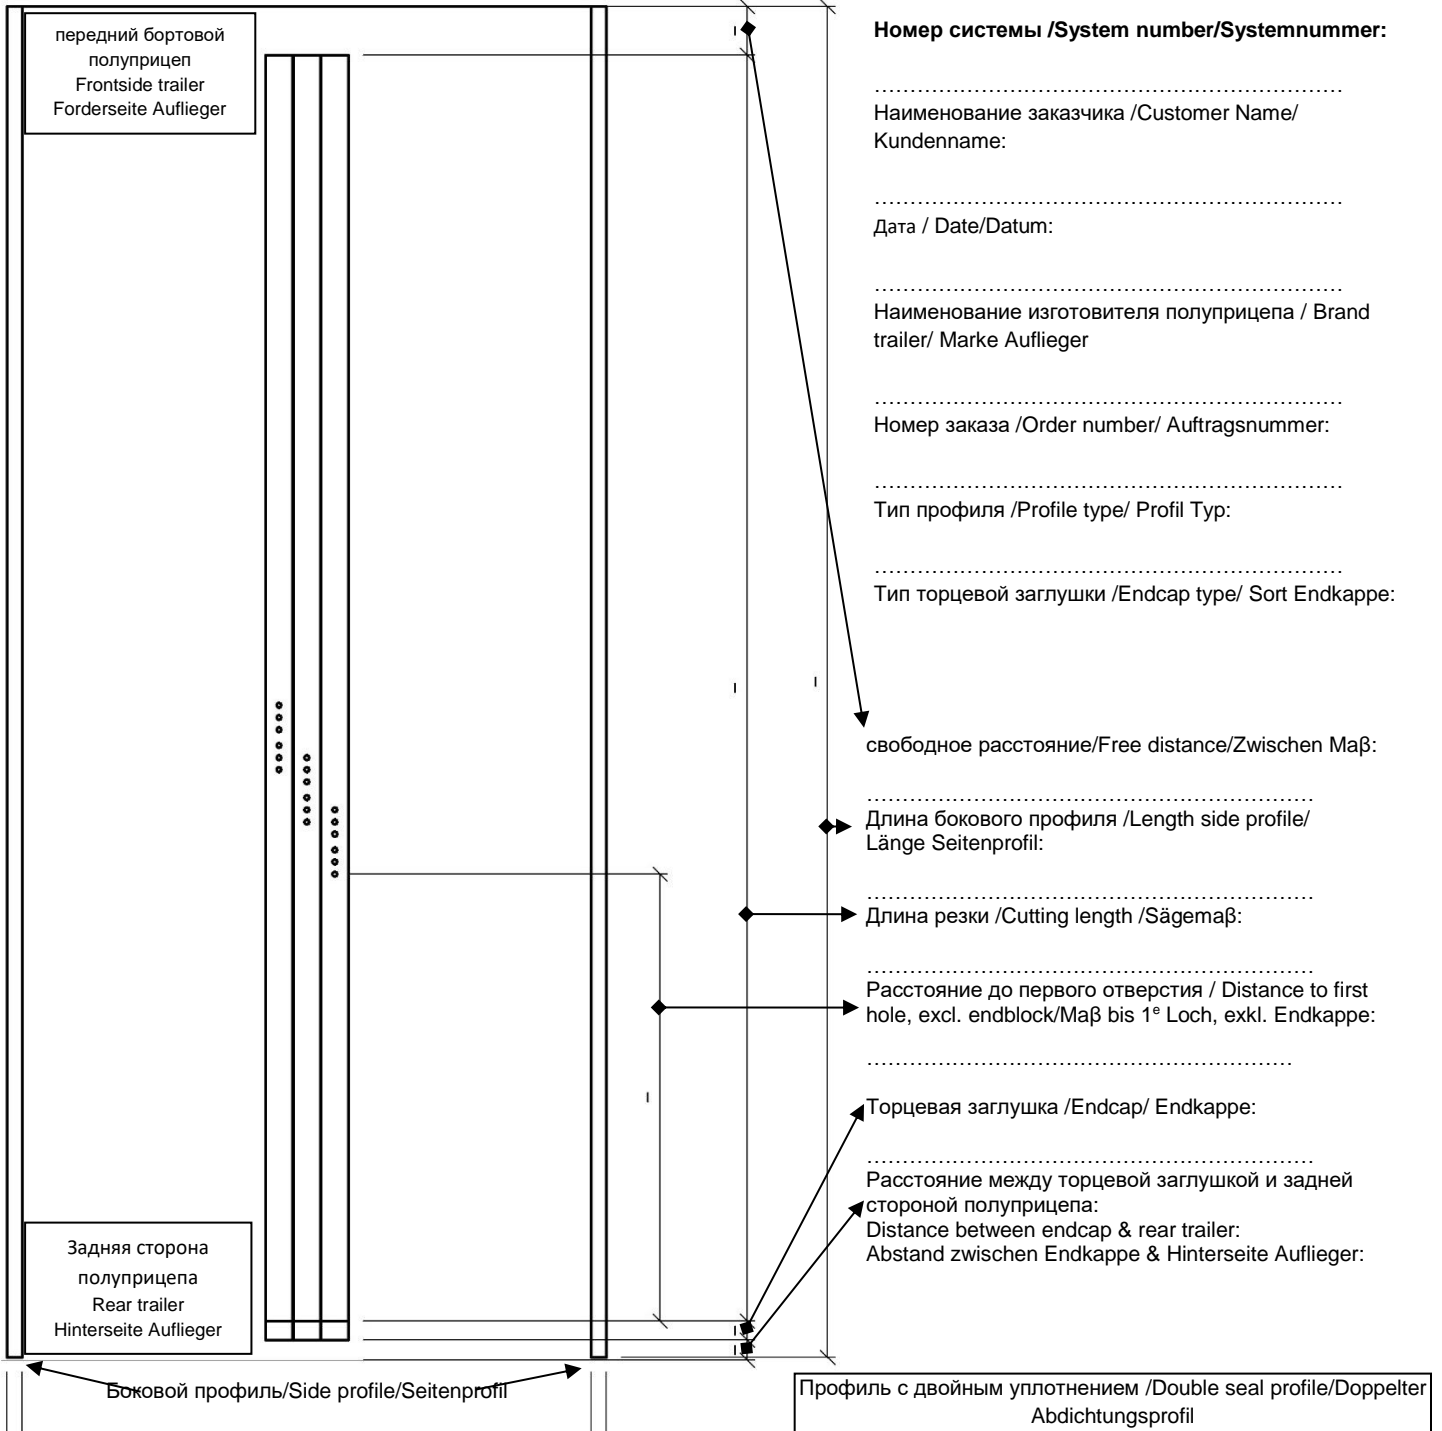 передний бортовой
полуприцеп
Frontside trailer
Forderseite Auflieger
Номер системы /System number/Systemnummer:
……………………………………………………………
Наименование заказчика /Customer Name/
Kundenname:
……………………………………………………………
Дата / Date/Datum:
……………………………………………………………
Наименование изготовителя полуприцепа / Brand
trailer/ Marke Auflieger
……………………………………………………………
Номер заказа /Order number/ Auftragsnummer:
……………………………………………………………
Тип профиля /Profile type/ Profil Typ:
……………………………………………………………
Тип торцевой заглушки /Endcap type/ Sort Endkappe:
свободное расстояние/Free distance/Zwischen Maβ:
…………………………………………………………
Длина бокового профиля /Length side profile/
Länge Seitenprofil:
…………………………………………………………
Длина резки /Cutting length /Sägemaβ:
…………………………………………………………
Расстояние до первого отверстия / Distance to first
hole, excl. endblock/Maβ bis 1ᵉ Loch, exkl. Endkappe:
………………………………………………………
Торцевая заглушка /Endcap/ Endkappe:
…………………………………………………………
Расстояние между торцевой заглушкой и задней
стороной полуприцепа:
Distance between endcap & rear trailer:
Abstand zwischen Endkappe & Hinterseite Auflieger:
Задняя сторона
полуприцепа
Rear trailer
Hinterseite Auflieger
Боковой профиль/Side profile/Seitenprofil
Профиль с двойным уплотнением /Double seal profile/Doppelter
Abdichtungsprofil